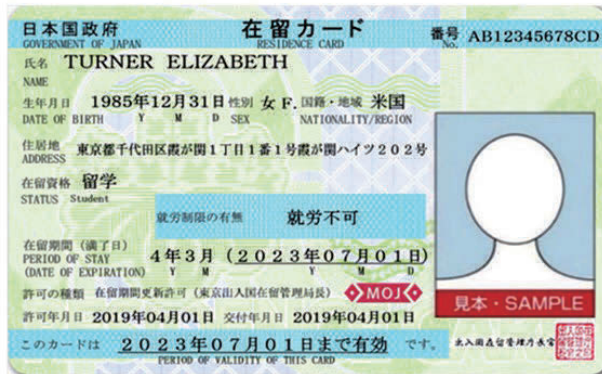 日本国政府 在留カード 番号 AB12345678CD
GOVERNMENT OF JAPAN RESIDENCE CARD No.
氏名 TURNER ELIZABETH
NAME
生年月日 1985年12月31日 性別 女 F. 国籍・地域 米国
DATE OF BIRTH Y M D SEX NATIONALITY/REGION
住居地 東京都千代田区霞が関1丁目1番1号霞が関ハイツ202号
ADDRESS
在留資格 留学
STATUS Student
就労制限の有無 就労不可
在留期間(満了日)
PERIOD OF STAY 4年3月(2023年07月01日)
(DATE OF EXPIRATION) Y M Y M D
許可の種類 在留期間更新許可(東京出入国在留管理局長) MOJ
見本・SAMPLE
許可年月日 2019年04月01日 交付年月日 2019年04月01日
このカードは 2023年07月01日まで有効 です。 出入国在留管理庁長官
PERIOD OF VALIDITY OF THIS CARD